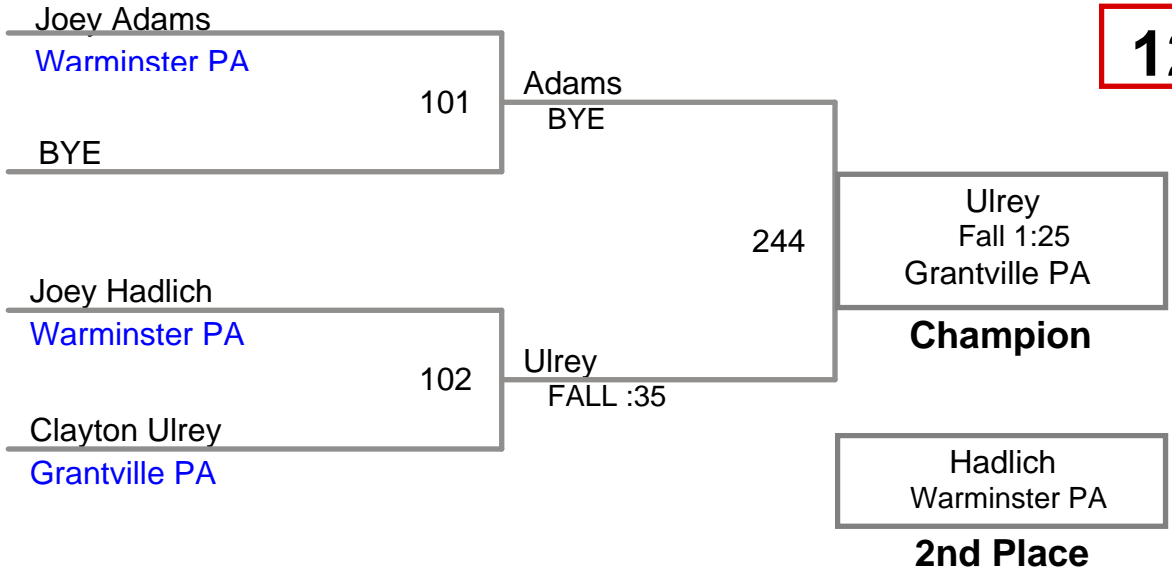 Joey Adams
Warminster PA
BYE
101
Adams
BYE
Joey Hadlich
Warminster PA
102
Clayton Ulrey
Grantville PA
Ulrey
FALL :35
244
Ulrey
Fall 1:25
Grantville PA
Champion
Hadlich
Warminster PA
2nd Place